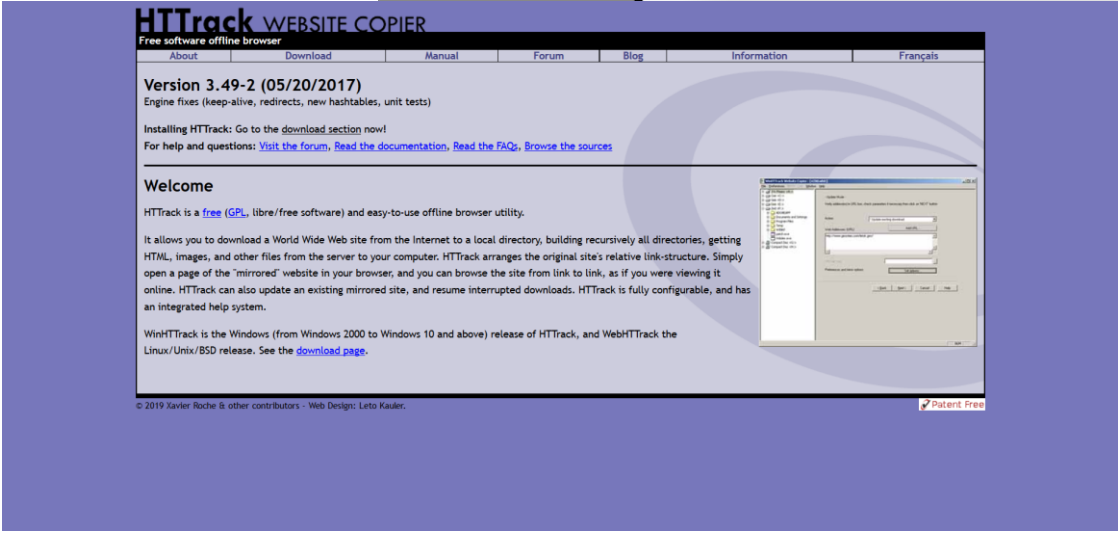 HTTrack WEBSITE COPIER
Free software offline browser
About Download Manual Forum Blog Information Français
Version 3.49-2 (05/20/2017)
Engine fixes (keep-alive, redirects, new hashtables, unit tests)
Installing HTTrack: Go to the download section now!
For help and questions: Visit the forum, Read the documentation, Read the FAQs, Browse the sources
Welcome
HTTrack is a free (GPL, libre/free software) and easy-to-use offline browser utility.
It allows you to download a World Wide Web site from the Internet to a local directory, building recursively all directories, getting
HTML, images, and other files from the server to your computer. HTTrack arranges the original site's relative link-structure. Simply
open a page of the "mirrored" website in your browser, and you can browse the site from link to link, as if you were viewing it
online. HTTrack can also update an existing mirrored site, and resume interrupted downloads. HTTrack is fully configurable, and has
an integrated help system.
WinHTTrack is the Windows (from Windows 2000 to Windows 10 and above) release of HTTrack, and WebHTTrack the
Linux/Unix/BSD release. See the download page.
© 2019 Xavier Roche & other contributors - Web Design: Leto Kauler.
Patent Free